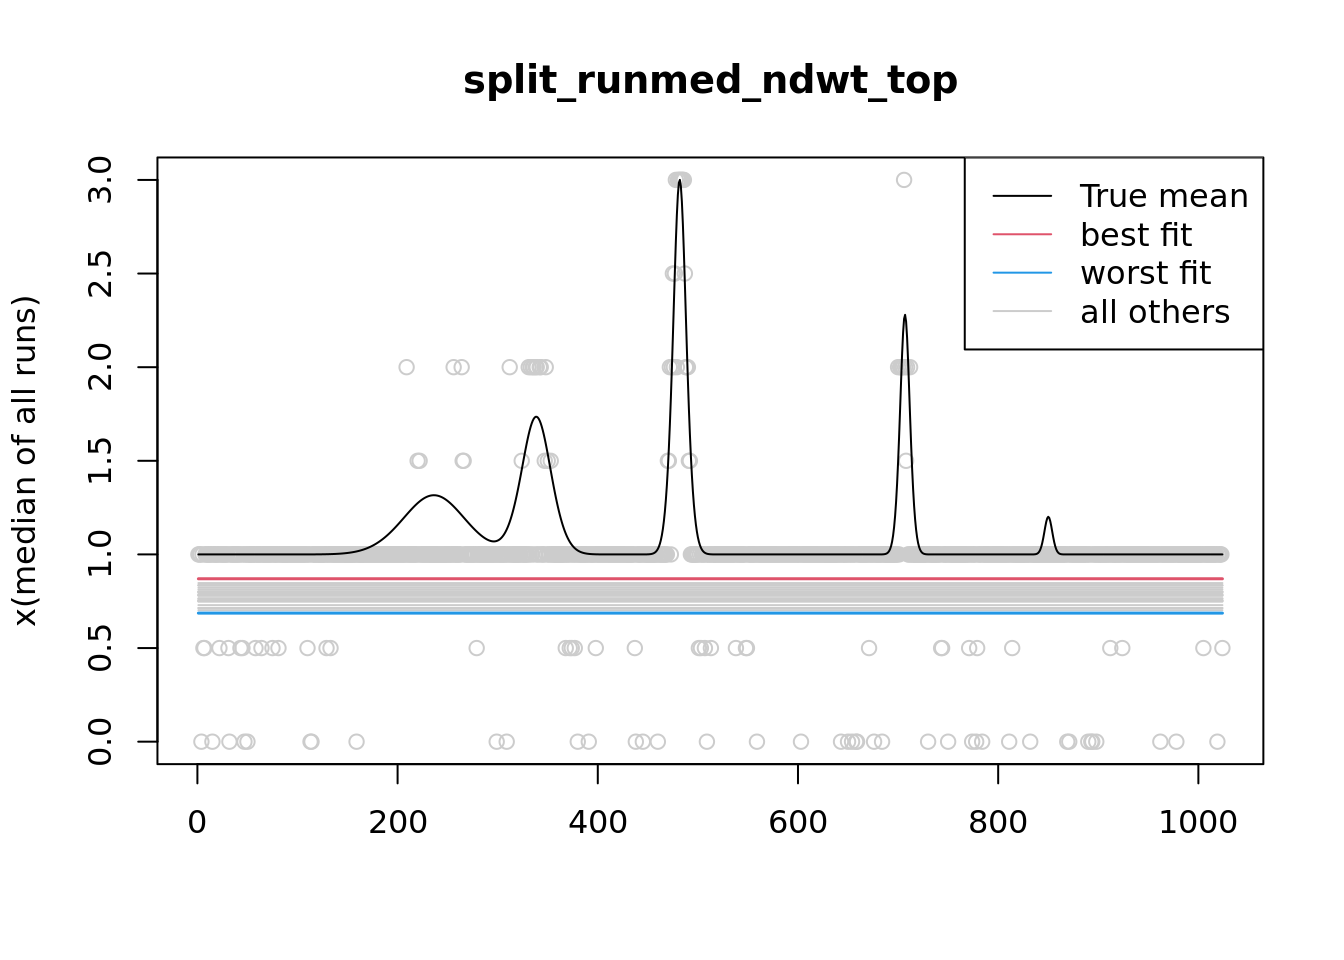 split_runmed_ndwt_top
True mean
best fit
worst fit
all others
x(median of all runs)
3.0
2.5
2.0
1.5
1.0
0.5
0.0
0 200 400 600 800 1000